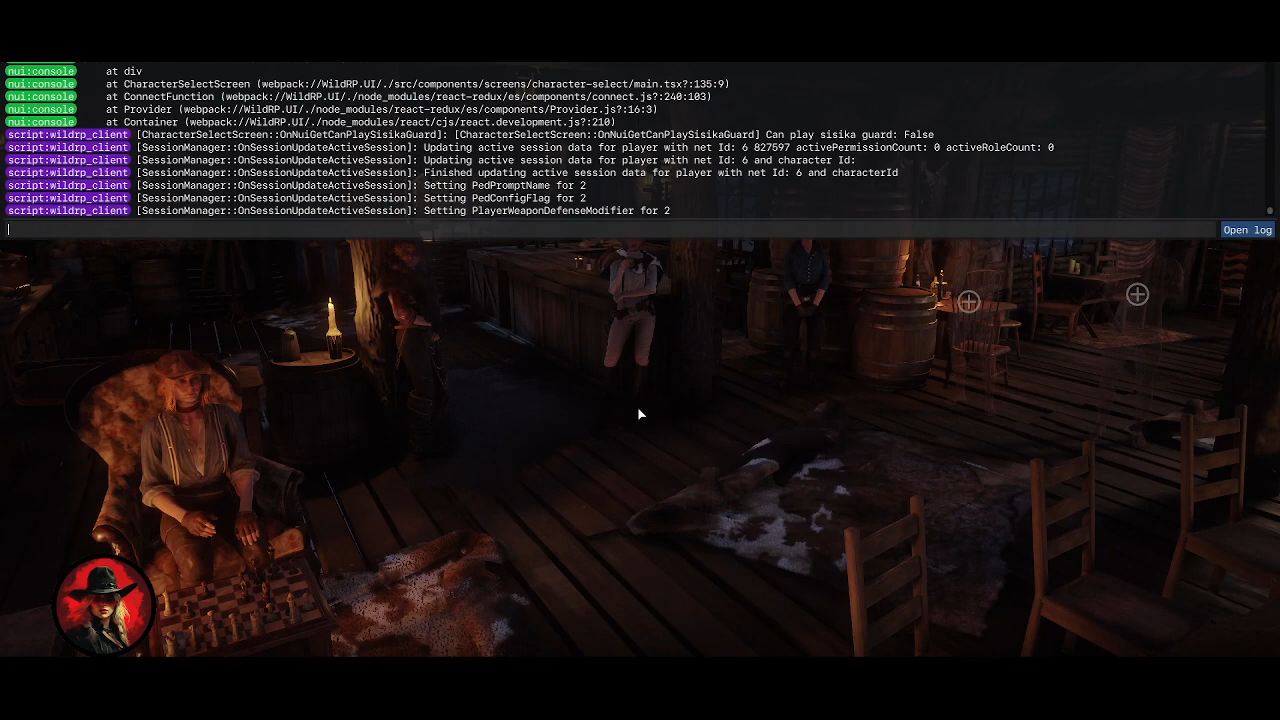 nui:console at div
nui:console at CharacterSelectScreen (webpack://WildRP.UI/./src/components/screens/character-select/main.tsx?:135:9)
nui:console at ConnectFunction (webpack://WildRP.UI/./node_modules/react-redux/es/components/connect.js?:240:103)
nui:console at Provider (webpack://WildRP.UI/./node_modules/react-redux/es/components/Provider.js?:16:3)
nui:console at Container (webpack://WildRP.UI/./node_modules/react/cjs/react.development.js?:210)
script:wildrp_client [CharacterSelectScreen::OnNuiGetCanPlaySisikaGuard]: [CharacterSelectScreen::OnNuiGetCanPlaySisikaGuard] Can play sisika guard: False
script:wildrp_client [SessionManager::OnSessionUpdateActiveSession]: Updating active session data for player with net Id: 6 827597 activePermissionCount: 0 activeRoleCount: 0
script:wildrp_client [SessionManager::OnSessionUpdateActiveSession]: Updating active session data for player with net Id: 6 and character Id:
script:wildrp_client [SessionManager::OnSessionUpdateActiveSession]: Finished updating active session data for player with net Id: 6 and characterId
script:wildrp_client [SessionManager::OnSessionUpdateActiveSession]: Setting PedPromptName for 2
script:wildrp_client [SessionManager::OnSessionUpdateActiveSession]: Setting PedConfigFlag for 2
script:wildrp_client [SessionManager::OnSessionUpdateActiveSession]: Setting PlayerWeaponDefenseModifier for 2
Open log